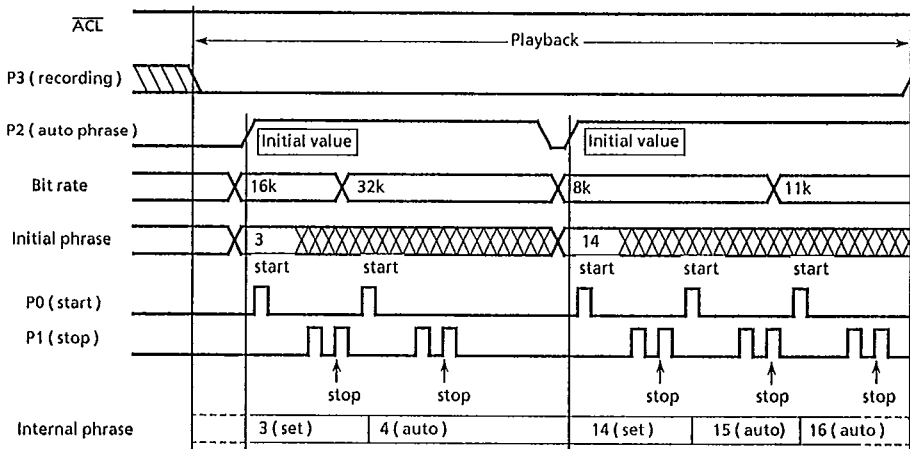 ACL
Playback
P3 ( recording )
P2 ( auto phrase )
Initial value
Initial value
Bit rate
16k
32k
8k
11k
Initial phrase
3
14
start
start
start
start
start
P0 ( start )
P1 ( stop )
stop
stop
stop
stop
stop
Internal phrase
3 ( set )
4 ( auto )
14 ( set )
15 ( auto )
16 ( auto )